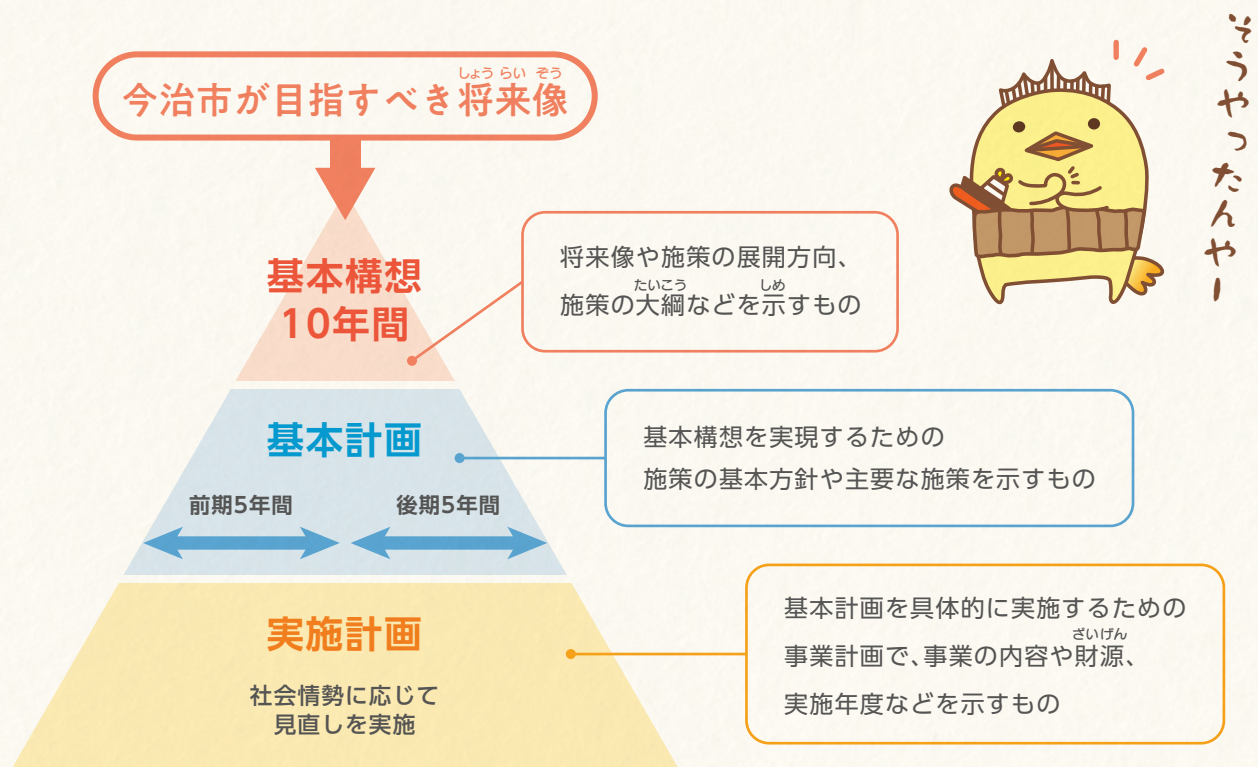 今治市が目指すべき将来像
しょうらいぞう
基本構想
10年間
将来像や施策の展開方向、
施策の大綱などを示すもの
たいこう
しめ
基本計画
前期5年間
後期5年間
基本構想を実現するための
施策の基本方針や主要な施策を示すもの
実施計画
社会情勢に応じて
見直しを実施
基本計画を具体的に実施するための
事業計画で、事業の内容や財源、
ざいげん
実施年度などを示すもの
そうやったんやー